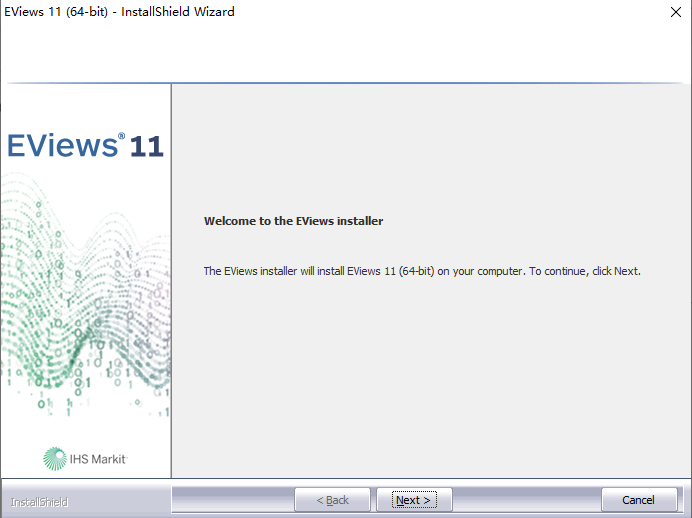 EViews 11 (64-bit) - InstallShield Wizard
EViews® 11
Welcome to the EViews installer
The EViews installer will install EViews 11 (64-bit) on your computer. To continue, click Next.
IHS Markit
InstallShield
< Back
Next >
Cancel